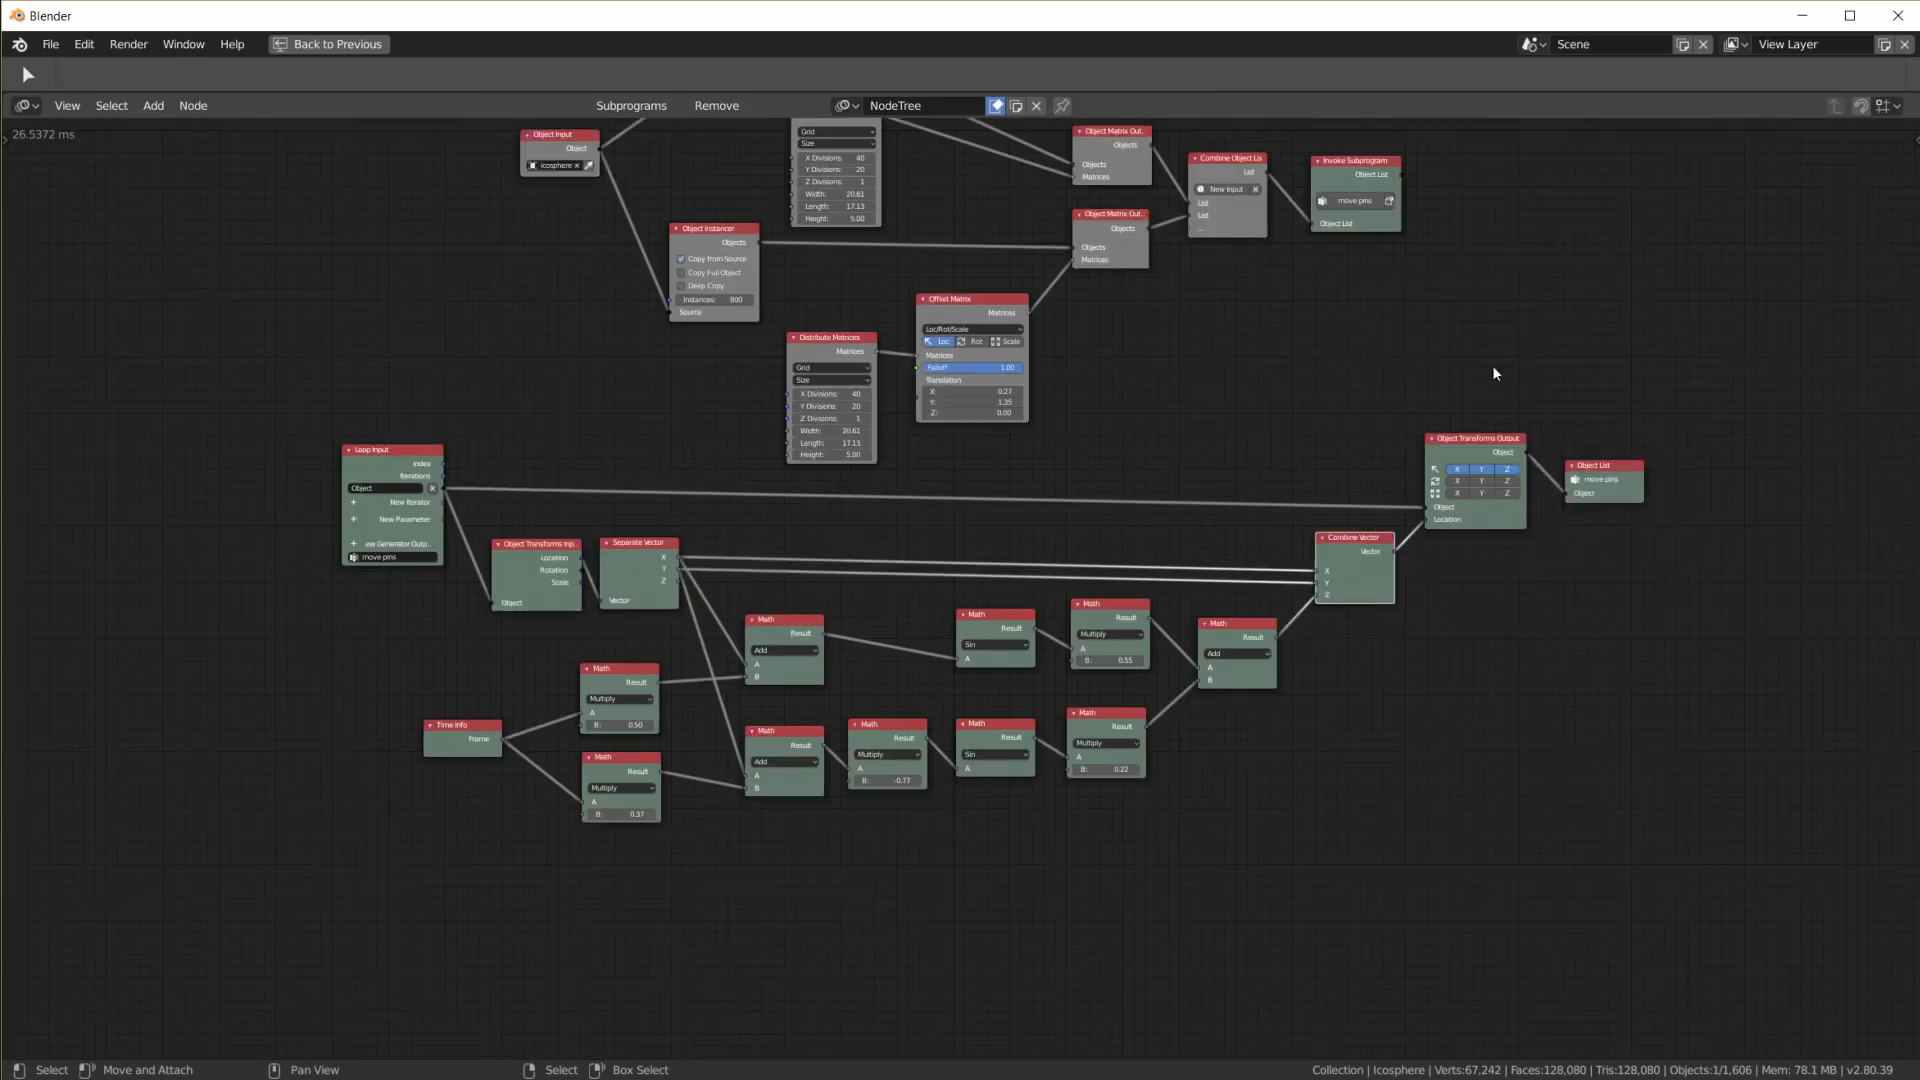 Blender
File Edit Render Window Help Back to Previous Scene View Layer
View Select Add Node Subprograms Remove NodeTree
26.5372 ms
Object Input
Object
icosphere
Grid
Size
X Divisions: 40
Y Divisions: 20
Z Divisions: 1
Width: 20.61
Length: 17.13
Height: 5.00
Object Matrix Out..
Objects
Objects
Matrices
Combine Object Lis
List
New Input
List
List
...
Invoke Subprogram
Object List
move pins
Object List
Object Matrix Out..
Objects
Objects
Matrices
Object Instancer
Objects
Copy from Source
Copy Full Object
Deep Copy
Instances: 800
Source
Offset Matrix
Matrices
Loc/Rot/Scale
Loc Rot Scale
Matrices
Falloff 1.00
Translation
X: 0.27
Y: 1.35
Z: 0.00
Distribute Matrices
Matrices
Grid
Size
X Divisions: 40
Y Divisions: 20
Z Divisions: 1
Width: 20.61
Length: 17.13
Height: 5.00
Loop Input
Index
Iterations
Object
New Iterator
New Parameter
ew Generator Outp..
move pins
Object Transforms Output
Object
X Y Z
X Y Z
X Y Z
Object
Location
Object List
move pins
Object
Object Transforms Inp..
Location
Rotation
Scale
Object
Separate Vector
X
Y
Z
Vector
Combine Vector
Vector
X
Y
Z
Math
Result
Add
A
B
Math
Result
Sin
A
Math
Result
Multiply
A
B: 0.55
Math
Result
Add
A
B
Math
Result
Multiply
A
B: 0.50
Time Info
Frame
Math
Result
Multiply
A
B: 0.37
Math
Result
Add
A
B
Math
Result
Multiply
A
B: -0.77
Math
Result
Sin
A
Math
Result
Multiply
A
B: 0.22
Select Move and Attach Pan View Select Box Select Collection | Icosphere | Verts:67,242 | Faces:128,080 | Tris:128,080 | Objects:1/1,606 | Mem: 78.1 MB | v2.80.39